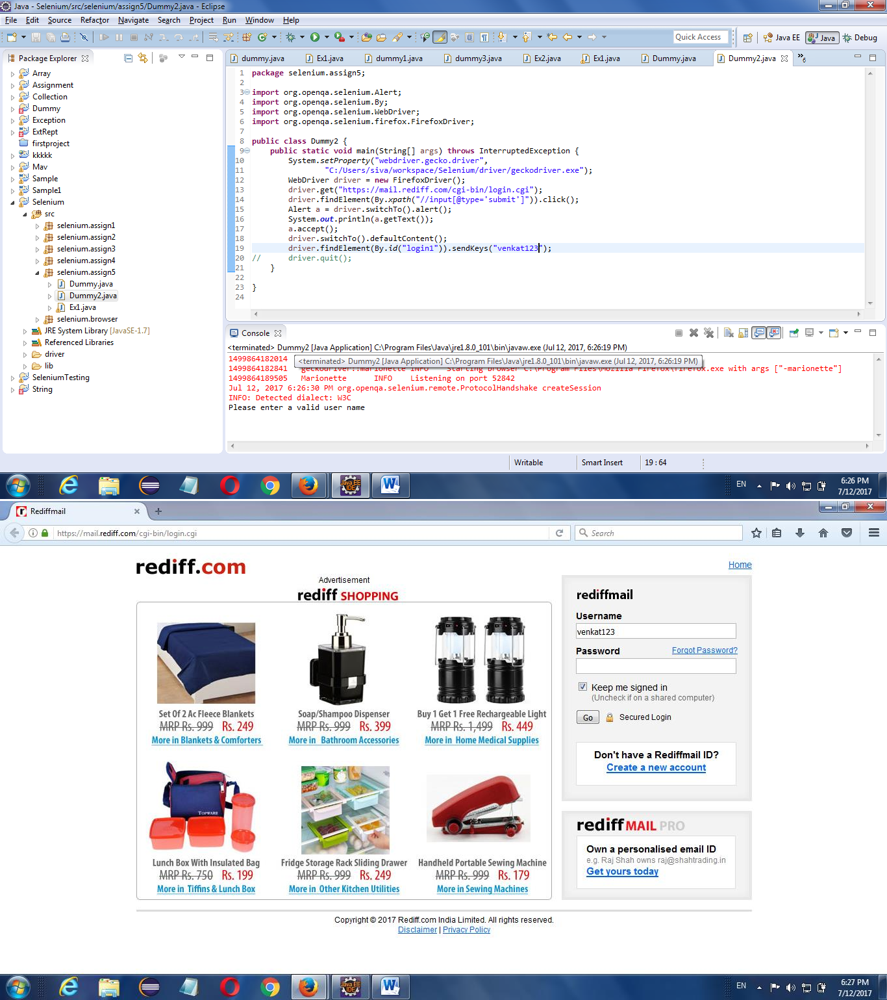 Java - Selenium/src/selenium/assign5/Dummy2.java - Eclipse
File Edit Source Refactor Navigate Search Project Run Window Help
Quick Access Java EE Java Debug
Package Explorer
Array
Assignment
Collection
Dummy
Exception
ExtRept
firstproject
kkkkk
Mav
Sample
Sample1
Selenium
src
selenium.assign1
selenium.assign2
selenium.assign3
selenium.assign4
selenium.assign5
Dummy.java
Dummy2.java
Ex1.java
selenium.browser
JRE System Library [JavaSE-1.7]
Referenced Libraries
driver
lib
SeleniumTesting
String
dummy.java Ex1.java dummy1.java dummy3.java Ex2.java Ex1.java Dummy.java Dummy2.java »6
1 package selenium.assign5;
2
3 import org.openqa.selenium.Alert;
4 import org.openqa.selenium.By;
5 import org.openqa.selenium.WebDriver;
6 import org.openqa.selenium.firefox.FirefoxDriver;
7
8 public class Dummy2 {
9 public static void main(String[] args) throws InterruptedException {
10 System.setProperty("webdriver.gecko.driver",
11 "C:/Users/siva/workspace/Selenium/driver/geckodriver.exe");
12 WebDriver driver = new FirefoxDriver();
13 driver.get("https://mail.rediff.com/cgi-bin/login.cgi");
14 driver.findElement(By.xpath("//input[@type='submit']")).click();
15 Alert a = driver.switchTo().alert();
16 System.out.println(a.getText());
17 a.accept();
18 driver.switchTo().defaultContent();
19 driver.findElement(By.id("login1")).sendKeys("venkat123");
20 // driver.quit();
21 }
22
23 }
24
Console
<terminated> Dummy2 [Java Application] C:\Program Files\Java\jre1.8.0_101\bin\javaw.exe (Jul 12, 2017, 6:26:19 PM)
1499864182014
<terminated> Dummy2 [Java Application] C:\Program Files\Java\jre1.8.0_101\bin\javaw.exe (Jul 12, 2017, 6:26:19 PM)
1499864182841 geckodriver::marionette INFO Starting browser C:\Program Files\Mozilla Firefox\firefox.exe with args ["-marionette"]
1499864189505 Marionette INFO Listening on port 52842
Jul 12, 2017 6:26:30 PM org.openqa.selenium.remote.ProtocolHandshake createSession
INFO: Detected dialect: W3C
Please enter a valid user name
Writable Smart Insert 19 : 64
EN 6:26 PM
7/12/2017
Rediffmail
https://mail.rediff.com/cgi-bin/login.cgi Search
rediff.com
Home
Advertisement
rediff SHOPPING
Set Of 2 Ac Fleece Blankets
MRP Rs. 999 Rs. 249
More in Blankets & Comforters
Soap/Shampoo Dispenser
MRP Rs. 999 Rs. 399
More in Bathroom Accessories
Buy 1 Get 1 Free Rechargeable Light
MRP Rs. 1,499 Rs. 449
More in Home Medical Supplies
TOPWARE
Lunch Box With Insulated Bag
MRP Rs. 750 Rs. 199
More in Tiffins & Lunch Box
Fridge Storage Rack Sliding Drawer
MRP Rs. 999 Rs. 249
More in Other Kitchen Utilities
Handheld Portable Sewing Machine
MRP Rs. 999 Rs. 179
More in Sewing Machines
rediffmail
Username
venkat123
Password Forgot Password?
Keep me signed in
(Uncheck if on a shared computer)
Go Secured Login
Don't have a Rediffmail ID?
Create a new account
rediff MAIL PRO
Own a personalised email ID
e.g. Raj Shah owns raj@shahtrading.in
Get yours today
Copyright © 2017 Rediff.com India Limited. All rights reserved.
Disclaimer | Privacy Policy
EN 6:27 PM
7/12/2017